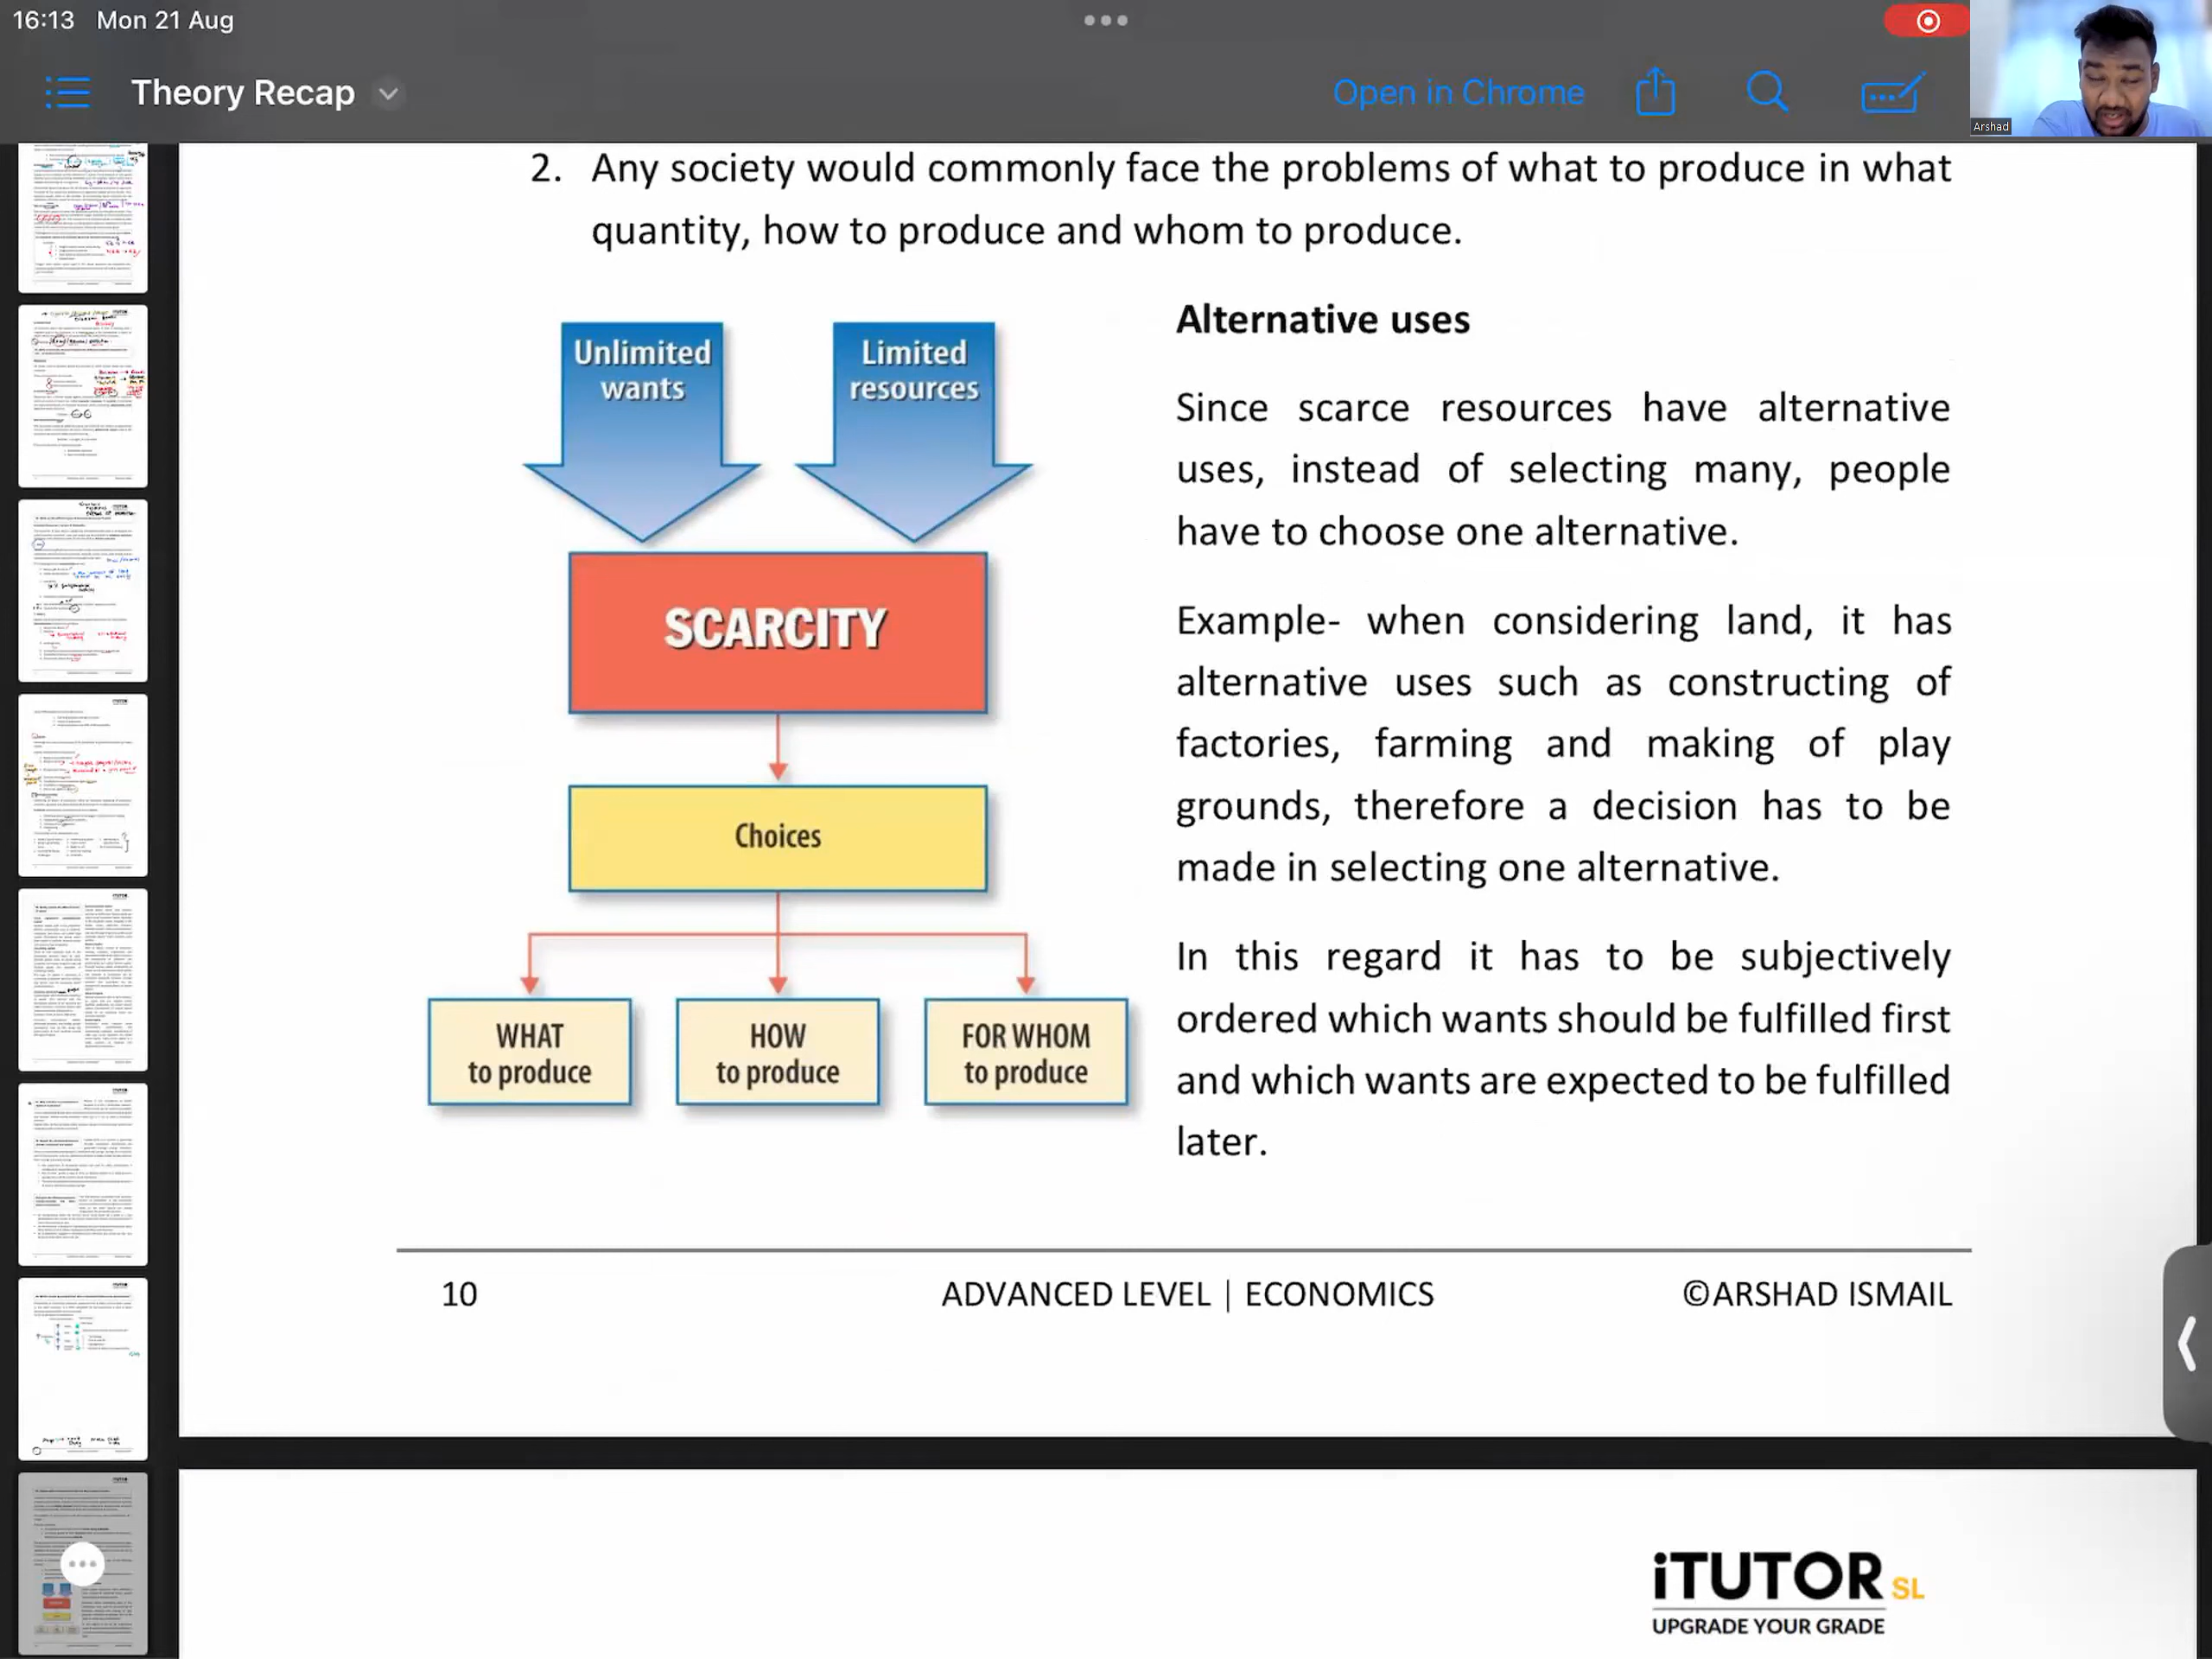 16:13 Mon 21 Aug
Theory Recap
Open in Chrome
Arshad
2. Any society would commonly face the problems of what to produce in what
quantity, how to produce and whom to produce.
Unlimited
wants
Limited
resources
SCARCITY
Choices
WHAT
to produce
HOW
to produce
FOR WHOM
to produce
Alternative uses
Since scarce resources have alternative
uses, instead of selecting many, people
have to choose one alternative.
Example- when considering land, it has
alternative uses such as constructing of
factories, farming and making of play
grounds, therefore a decision has to be
made in selecting one alternative.
In this regard it has to be subjectively
ordered which wants should be fulfilled first
and which wants are expected to be fulfilled
later.
10 ADVANCED LEVEL | ECONOMICS ©ARSHAD ISMAIL
iTUTOR SL
UPGRADE YOUR GRADE